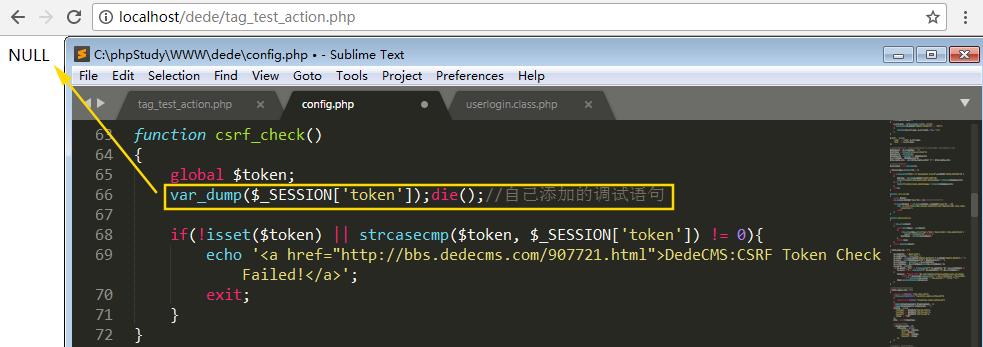 localhost/dede/tag_test_action.php
NULL
C:\phpStudy\WWW\dede\config.php • - Sublime Text
File Edit Selection Find View Goto Tools Project Preferences Help
tag_test_action.php config.php userlogin.class.php
63 function csrf_check()
64 {
65 global $token;
66 var_dump($_SESSION['token']);die();//自已添加的调试语句
67
68 if(!isset($token) || strcasecmp($token, $_SESSION['token']) != 0){
69 echo '<a href="http://bbs.dedecms.com/907721.html">DedeCMS:CSRF Token Check
Failed!</a>';
70 exit;
71 }
72 }